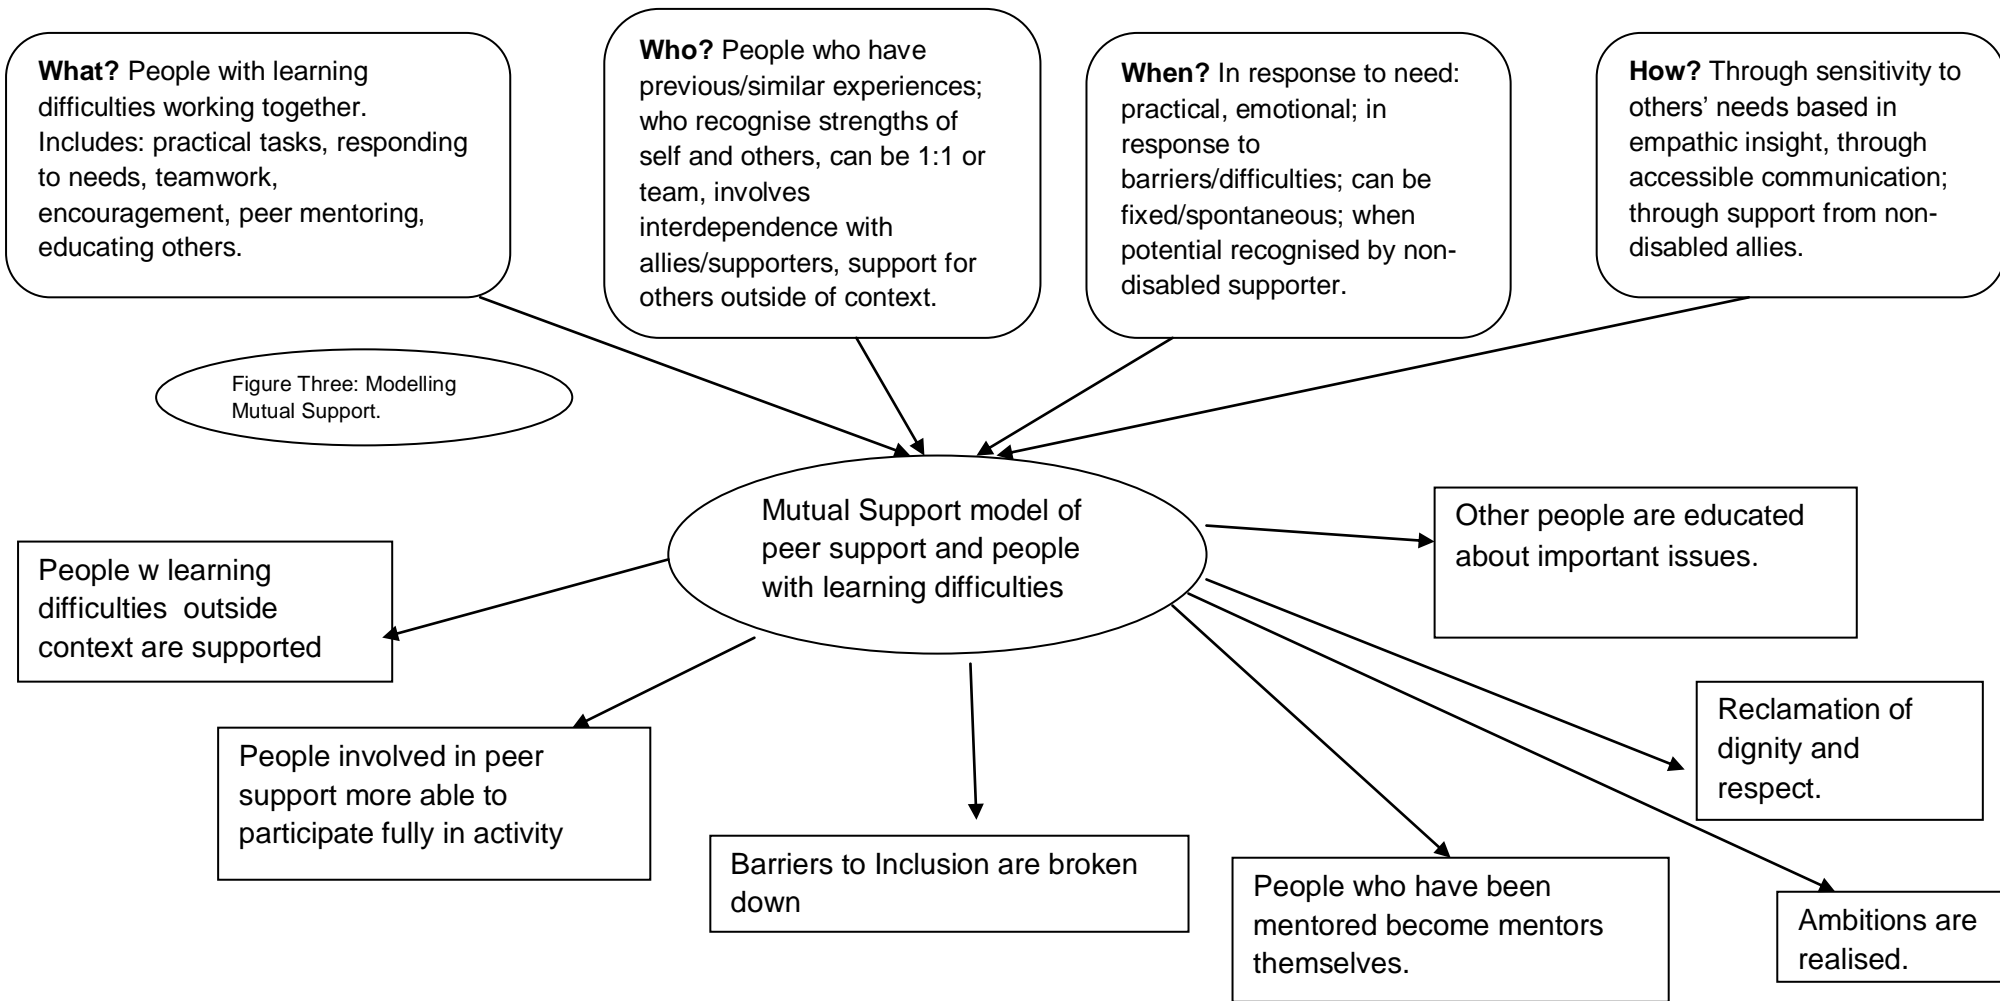 What? People with learning
difficulties working together.
Includes: practical tasks, responding
to needs, teamwork,
encouragement, peer mentoring,
educating others.
Who? People who have
previous/similar experiences;
who recognise strengths of
self and others, can be 1:1 or
team, involves
interdependence with
allies/supporters, support for
others outside of context.
When? In response to need:
practical, emotional; in
response to
barriers/difficulties; can be
fixed/spontaneous; when
potential recognised by non-
disabled supporter.
How? Through sensitivity to
others’ needs based in
empathic insight, through
accessible communication;
through support from non-
disabled allies.
Figure Three: Modelling
Mutual Support.
Mutual Support model of
peer support and people
with learning difficulties
Other people are educated
about important issues.
People w learning
difficulties  outside
context are supported
Reclamation of
dignity and
respect.
People involved in peer
support more able to
participate fully in activity
Barriers to Inclusion are broken
down
People who have been
mentored become mentors
themselves.
Ambitions are
realised.